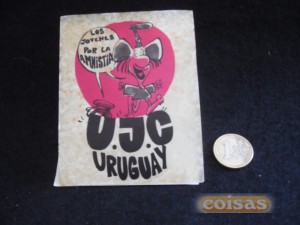 LOS
JOVENES
POR LA
AMNISTIA
U.J.C
URUGUAY
coisas